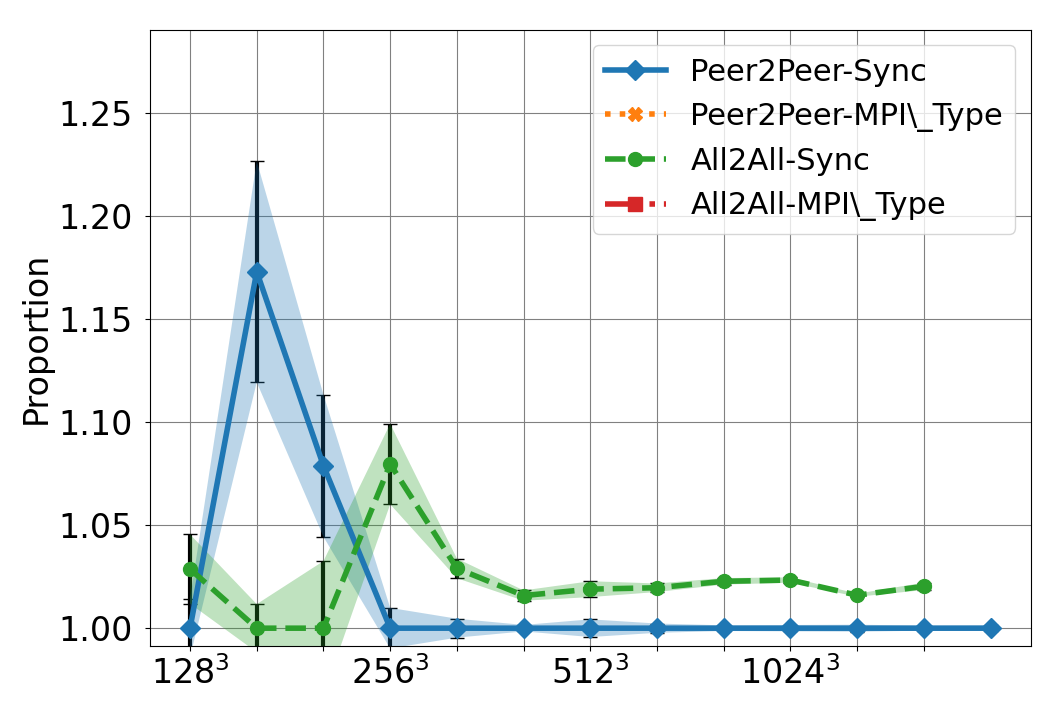 Peer2Peer-Sync
Peer2Peer-MPI\_Type
All2All-Sync
All2All-MPI\_Type
Proportion
1.25
1.20
1.15
1.10
1.05
1.00
128³ 256³ 512³ 1024³